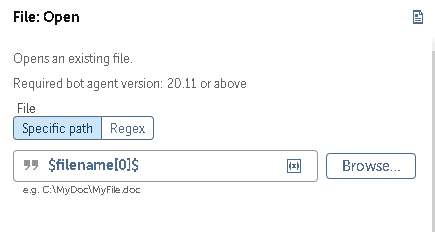 File: Open
Opens an existing file.
Required bot agent version: 20.11 or above
File
Specific path Regex
$filename[0]$ (x) Browse...
e.g. C:\MyDoc\MyFile.doc